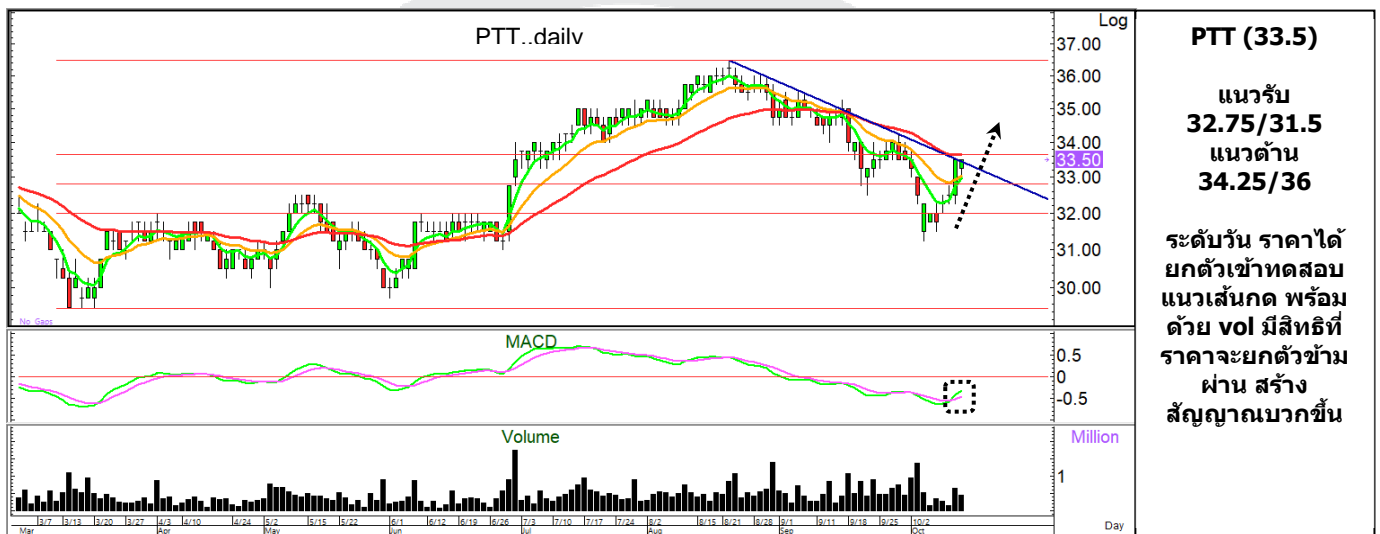 PTT..daily
Log
37.00
36.00
35.00
34.00
33.50
33.00
32.00
31.00
30.00
No Gaps
MACD
0.5
0
-0.5
Volume
Million
1
3/7 3/13 3/20 3/27 4/3 4/10 4/24 5/2 5/15 5/22 6/1 6/12 6/19 6/26 7/3 7/10 7/17 7/24 8/2 8/15 8/21 8/28 9/1 9/11 9/18 9/25 10/2
Mar Apr May Jun Jul Aug Sep Oct
Day
PTT (33.5)
แนวรับ
32.75/31.5
แนวต้าน
34.25/36
ระดับวัน ราคาได้
ยกตัวเข้าทดสอบ
แนวเส้นกด พร้อม
ด้วย vol มีสิทธิที่
ราคาจะยกตัวข้าม
ผ่าน สร้าง
สัญญาณบวกขึ้น